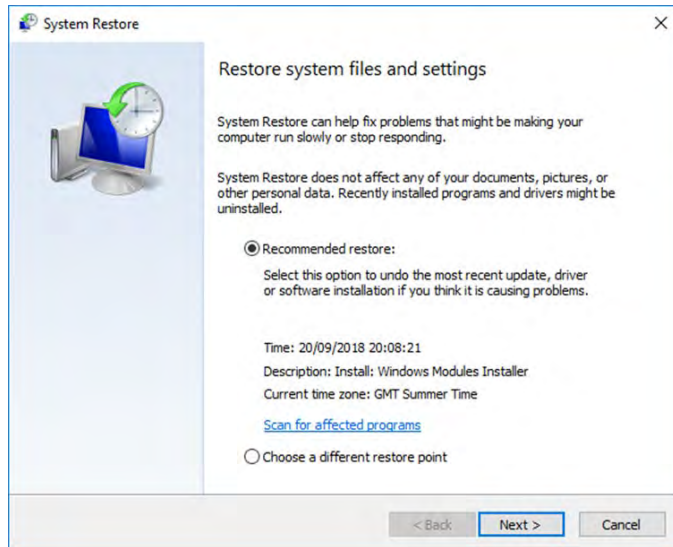 System Restore
Restore system files and settings
System Restore can help fix problems that might be making your
computer run slowly or stop responding.
System Restore does not affect any of your documents, pictures, or
other personal data. Recently installed programs and drivers might be
uninstalled.
Recommended restore:
Select this option to undo the most recent update, driver
or software installation if you think it is causing problems.
Time: 20/09/2018 20:08:21
Description: Install: Windows Modules Installer
Current time zone: GMT Summer Time
Scan for affected programs
Choose a different restore point
< Back Next > Cancel